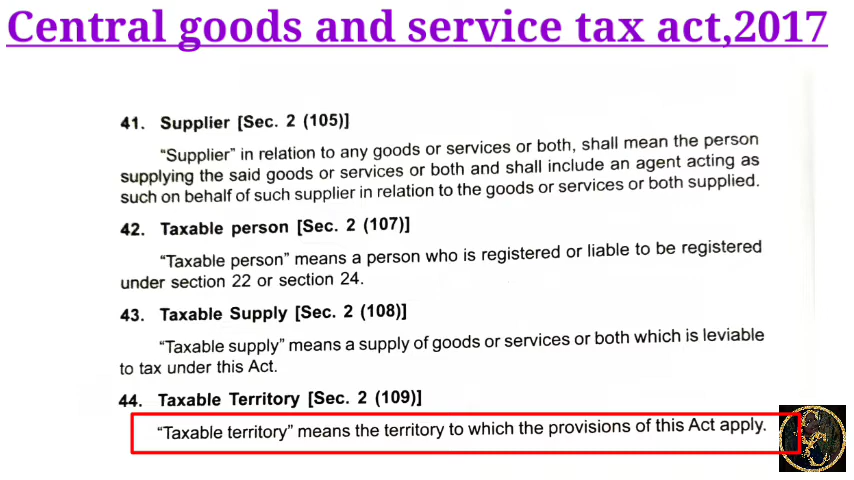 Central goods and service tax act,2017
41. Supplier [Sec. 2 (105)]
“Supplier” in relation to any goods or services or both, shall mean the person
supplying the said goods or services or both and shall include an agent acting as
such on behalf of such supplier in relation to the goods or services or both supplied.
42. Taxable person [Sec. 2 (107)]
“Taxable person” means a person who is registered or liable to be registered
under section 22 or section 24.
43. Taxable Supply [Sec. 2 (108)]
“Taxable supply” means a supply of goods or services or both which is leviable
to tax under this Act.
44. Taxable Territory [Sec. 2 (109)]
“Taxable territory” means the territory to which the provisions of this Act apply.